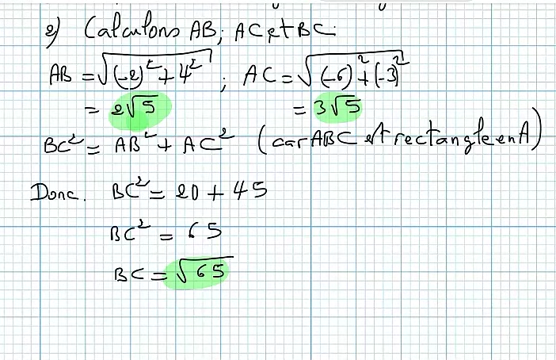 2) Calculons AB; AC et BC
AB = √((-2)² + 4²) ; AC = √((-6)² + (-3)²)
= 2√5 = 3√5
BC² = AB² + AC² (car ABC est rectangle en A)
Donc BC² = 20 + 45
BC² = 65
BC = √65